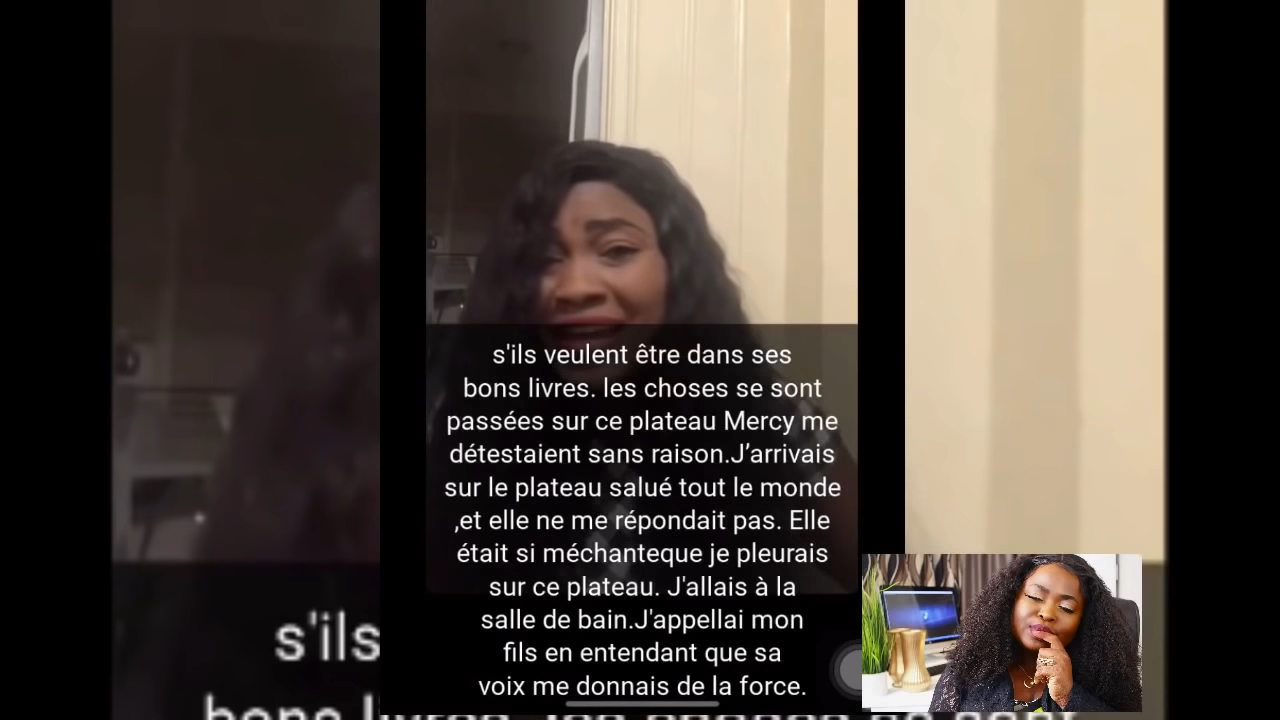 s'ils veulent être dans ses
bons livres. les choses se sont
passées sur ce plateau Mercy me
détestaient sans raison.J’arrivais
sur le plateau salué tout le monde
,et elle ne me répondait pas. Elle
était si méchanteque je pleurais
sur ce plateau. J'allais à la
salle de bain.J'appellai mon
fils en entendant que sa
voix me donnais de la force.
s'ils